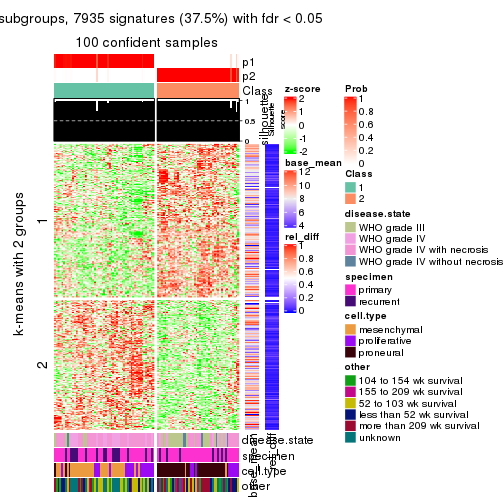 subgroups, 7935 signatures (37.5%) with fdr < 0.05
100 confident samples
p1
p2
Class
1
0.5
0
silhouette
k-means with 2 groups
1
2
disease.state
specimen
cell.type
other
base_mean
rel_diff
z-score
2
1
0
-1
-2
base_mean
12
10
8
6
4
rel_diff
1
0.8
0.6
0.4
0.2
0
Prob
1
0.8
0.6
0.4
0.2
0
Class
1
2
disease.state
WHO grade III
WHO grade IV
WHO grade IV with necrosis
WHO grade IV without necrosis
specimen
primary
recurrent
cell.type
mesenchymal
proliferative
proneural
other
104 to 154 wk survival
155 to 209 wk survival
52 to 103 wk survival
less than 52 wk survival
more than 209 wk survival
unknown